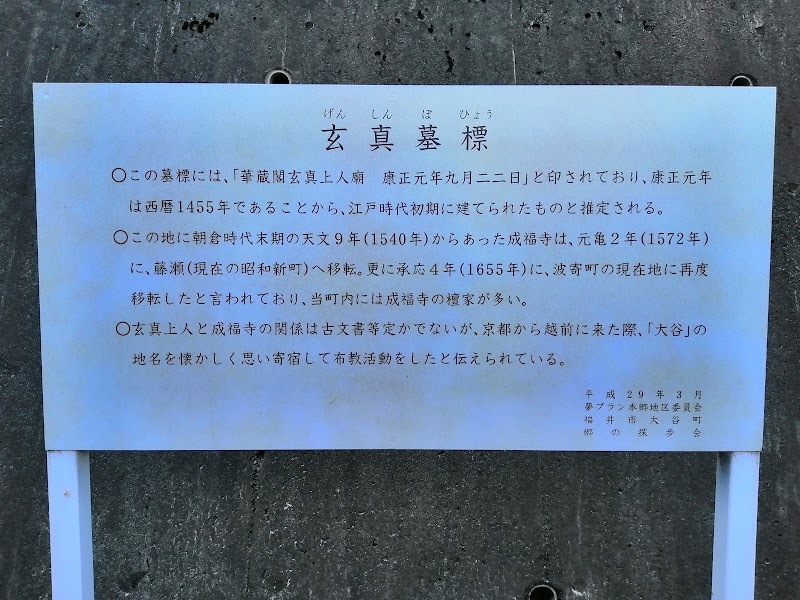 げん しん ぼ ひょう
玄真墓標
〇この墓標には、「華蔵閣玄真上人廟　康正元年九月二二日」と印されており、康正元年
は西暦1455年であることから、江戸時代初期に建てられたものと推定される。
〇この地に朝倉時代末期の天文9年(1540年)からあった成福寺は、元亀2年(1572年)
に、藤瀬(現在の昭和新町)へ移転。更に承応4年(1655年)に、波寄町の現在地に再度
移転したと言われており、当町内には成福寺の檀家が多い。
〇玄真上人と成福寺の関係は古文書等定かでないが、京都から越前に来た際、「大谷」の
地名を懐かしく思い寄宿して布教活動をしたと伝えられている。
平成29年3月
夢プラン本郷地区委員会
福井市大谷町
郷の探歩会